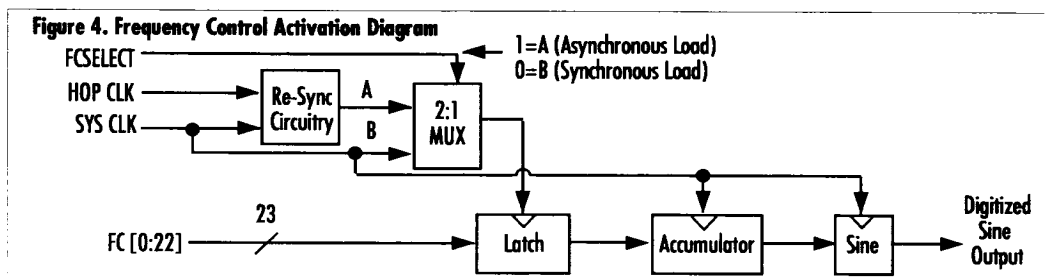 Figure 4. Frequency Control Activation Diagram
FCSELECT
1=A (Asynchronous Load)
0=B (Synchronous Load)
HOP CLK
SYS CLK
Re-Sync
Circuitry
A
B
2:1
MUX
23
FC [0:22]
Latch
Accumulator
Sine
Digitized
Sine
Output